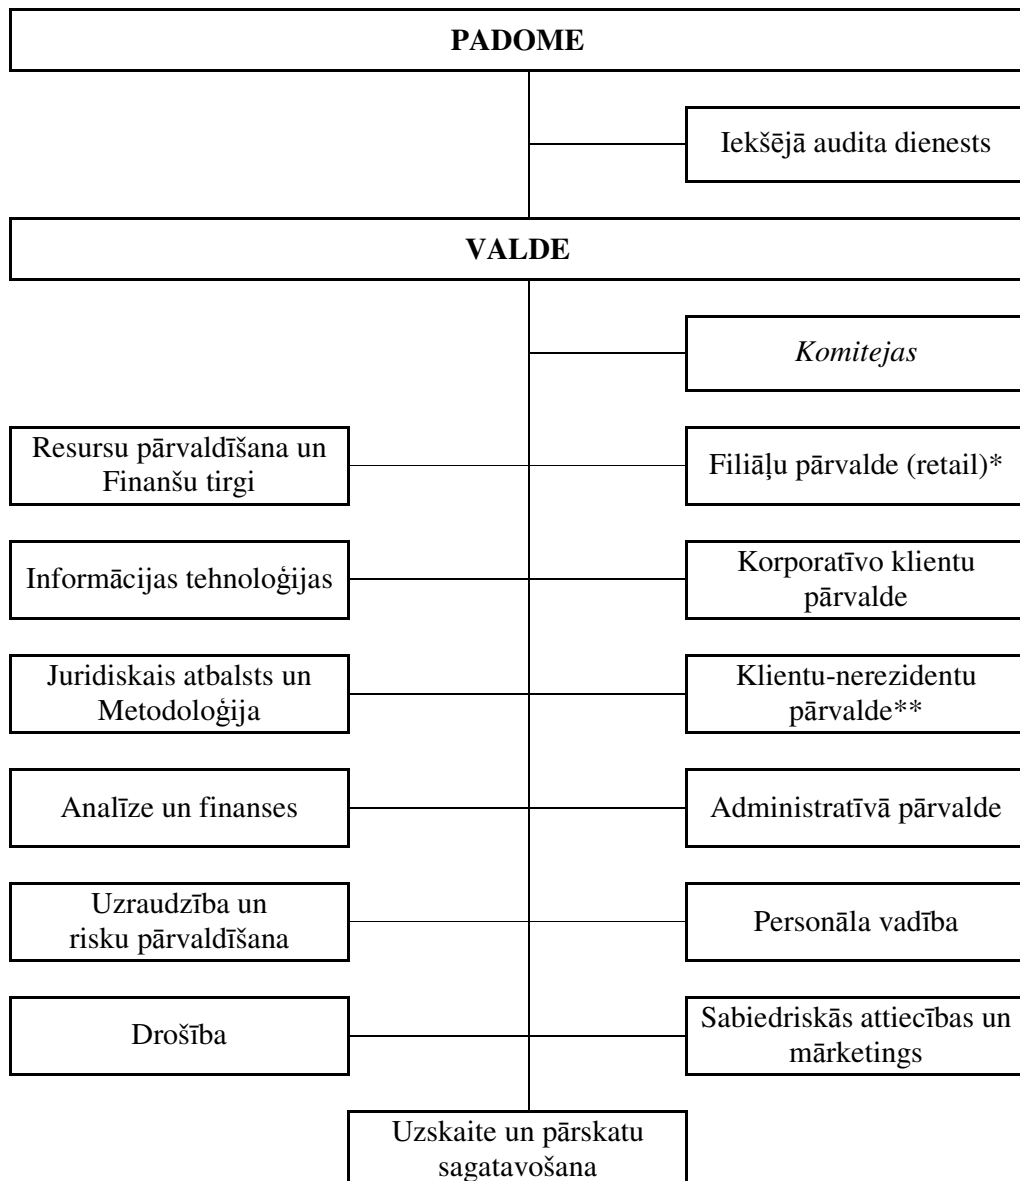 PADOME
Iekšējā audita dienests
VALDE
Komitejas
Resursu pārvaldīšana un
Finanšu tirgi
Filiāļu pārvalde (retail)*
Informācijas tehnoloģijas
Korporatīvo klientu
pārvalde
Juridiskais atbalsts un
Metodoloģija
Klientu-nerezidentu
pārvalde**
Analīze un finanses
Administratīvā pārvalde
Uzraudzība un
risku pārvaldīšana
Personāla vadība
Drošība
Sabiedriskās attiecības un
mārketings
Uzskaite un pārskatu
sagatavošana